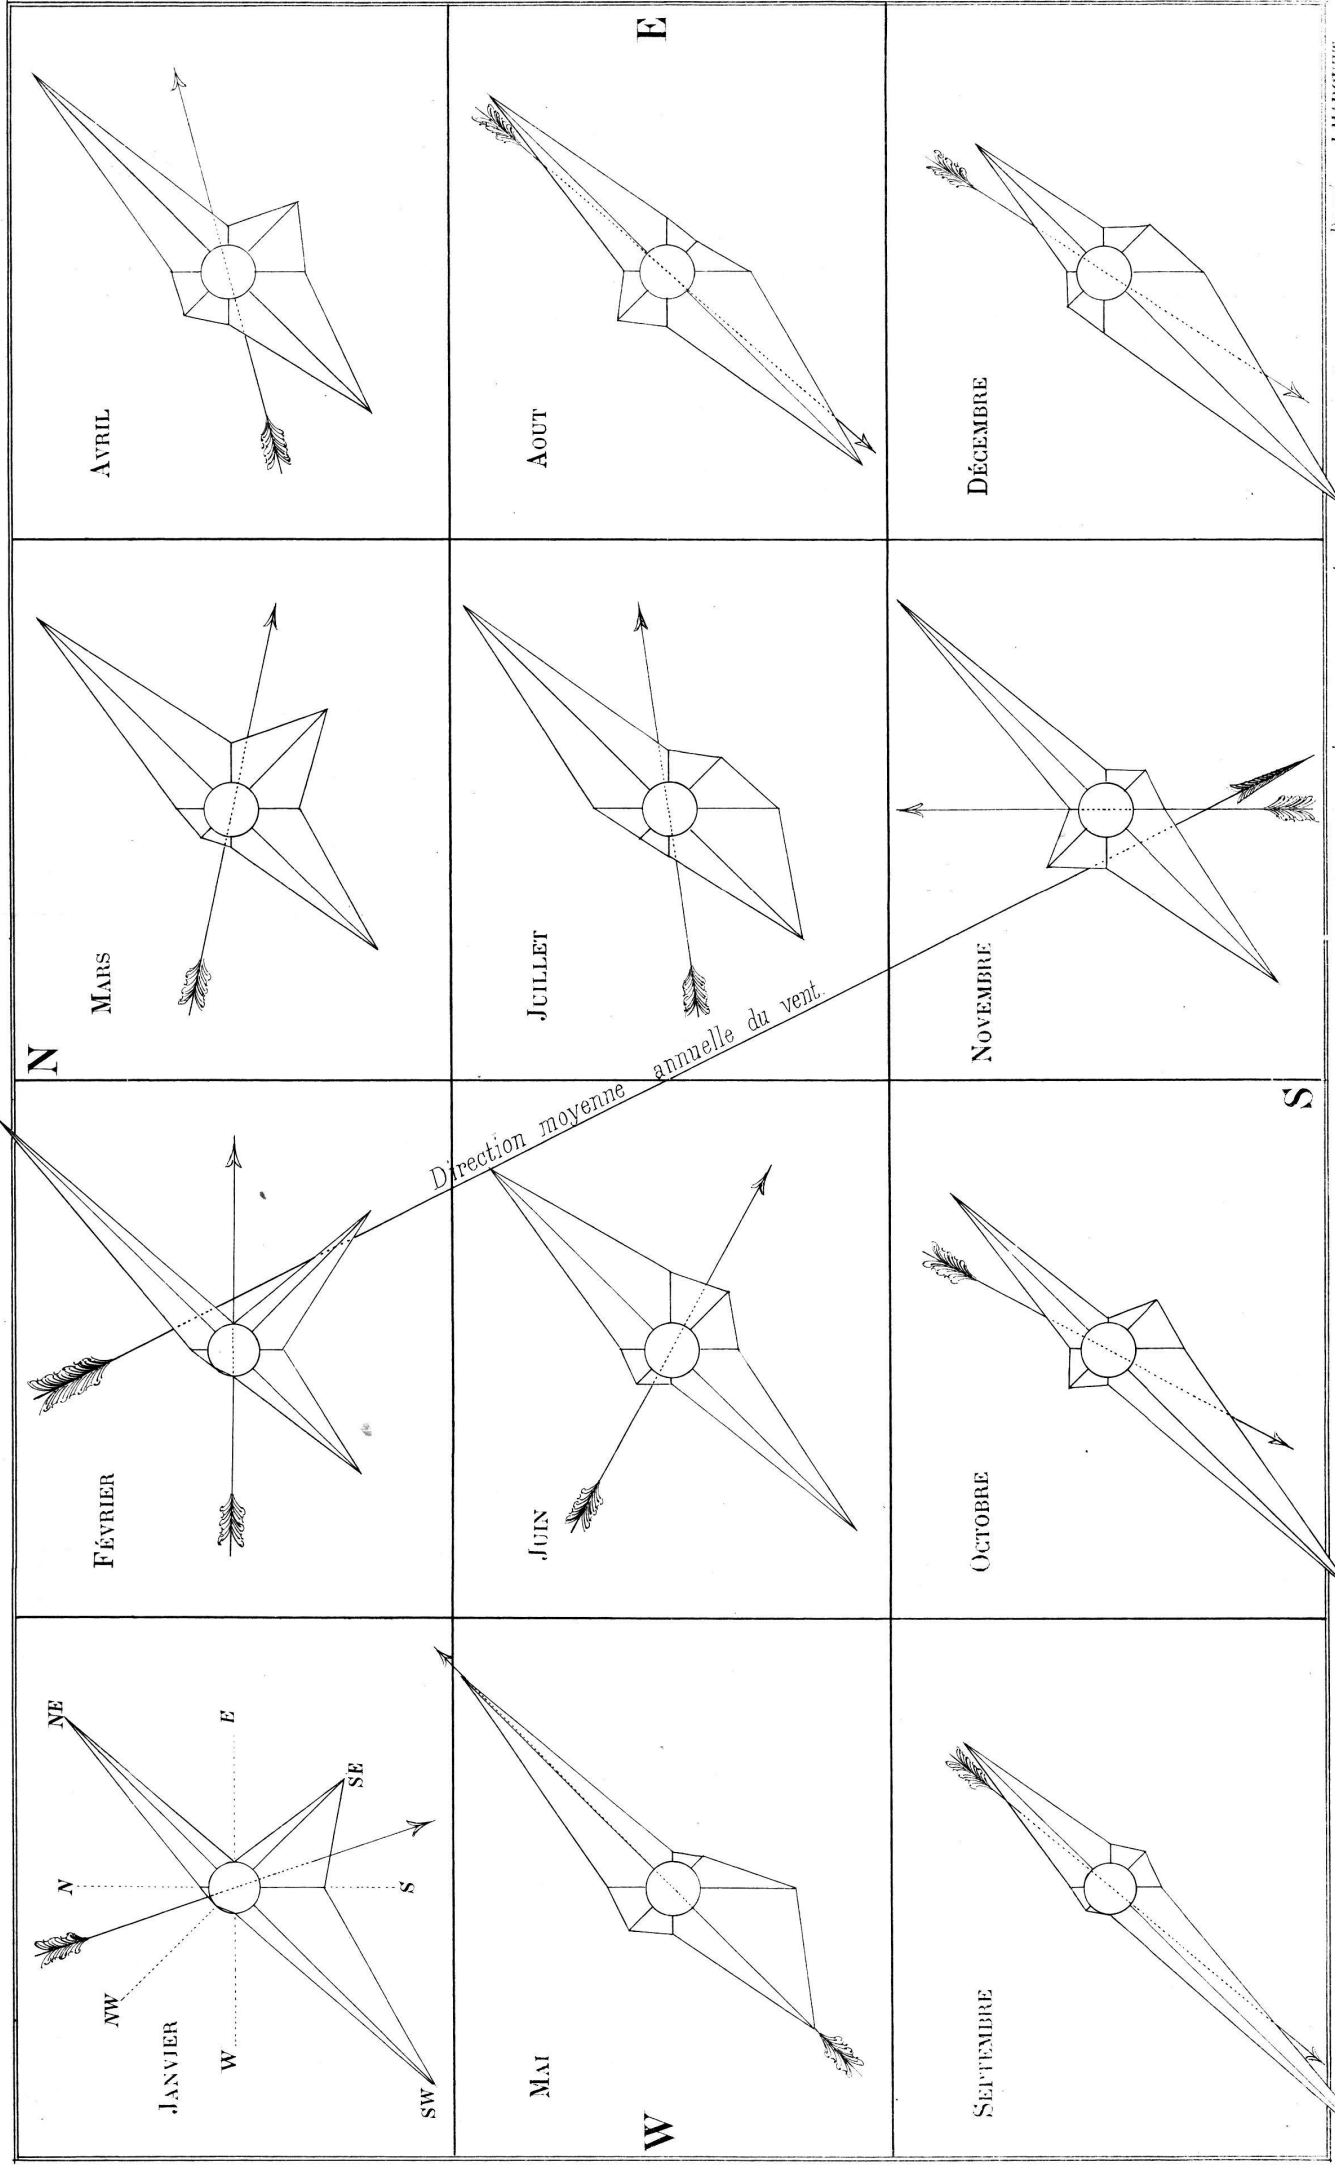 N
JANVIER
N
NE
E
SE
S
SW
W
NW
FÉVRIER
MARS
AVRIL
W
MAI
JUIN
JUILLET
AOUT
E
Direction moyenne annuelle du vent.
SEPTEMBRE
OCTOBRE
NOVEMBRE
DÉCEMBRE
S